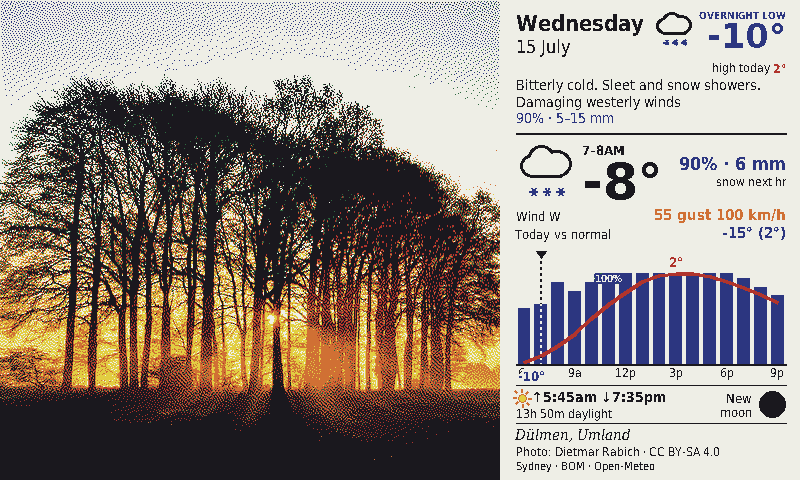 Wednesday
15 July
OVERNIGHT LOW
-10°
high today 2°
Bitterly cold. Sleet and snow showers.
Damaging westerly winds
90% · 5–15 mm
7–8AM
-8°
90% · 6 mm
snow next hr
Wind W
55 gust 100 km/h
Today vs normal
-15° (2°)
2°
100%
-10°
9a
12p
3p
6p
9p
↑5:45am ↓7:35pm
13h 50m daylight
New
moon
Dülmen, Umland
Photo: Dietmar Rabich · CC BY-SA 4.0
Sydney · BOM · Open-Meteo